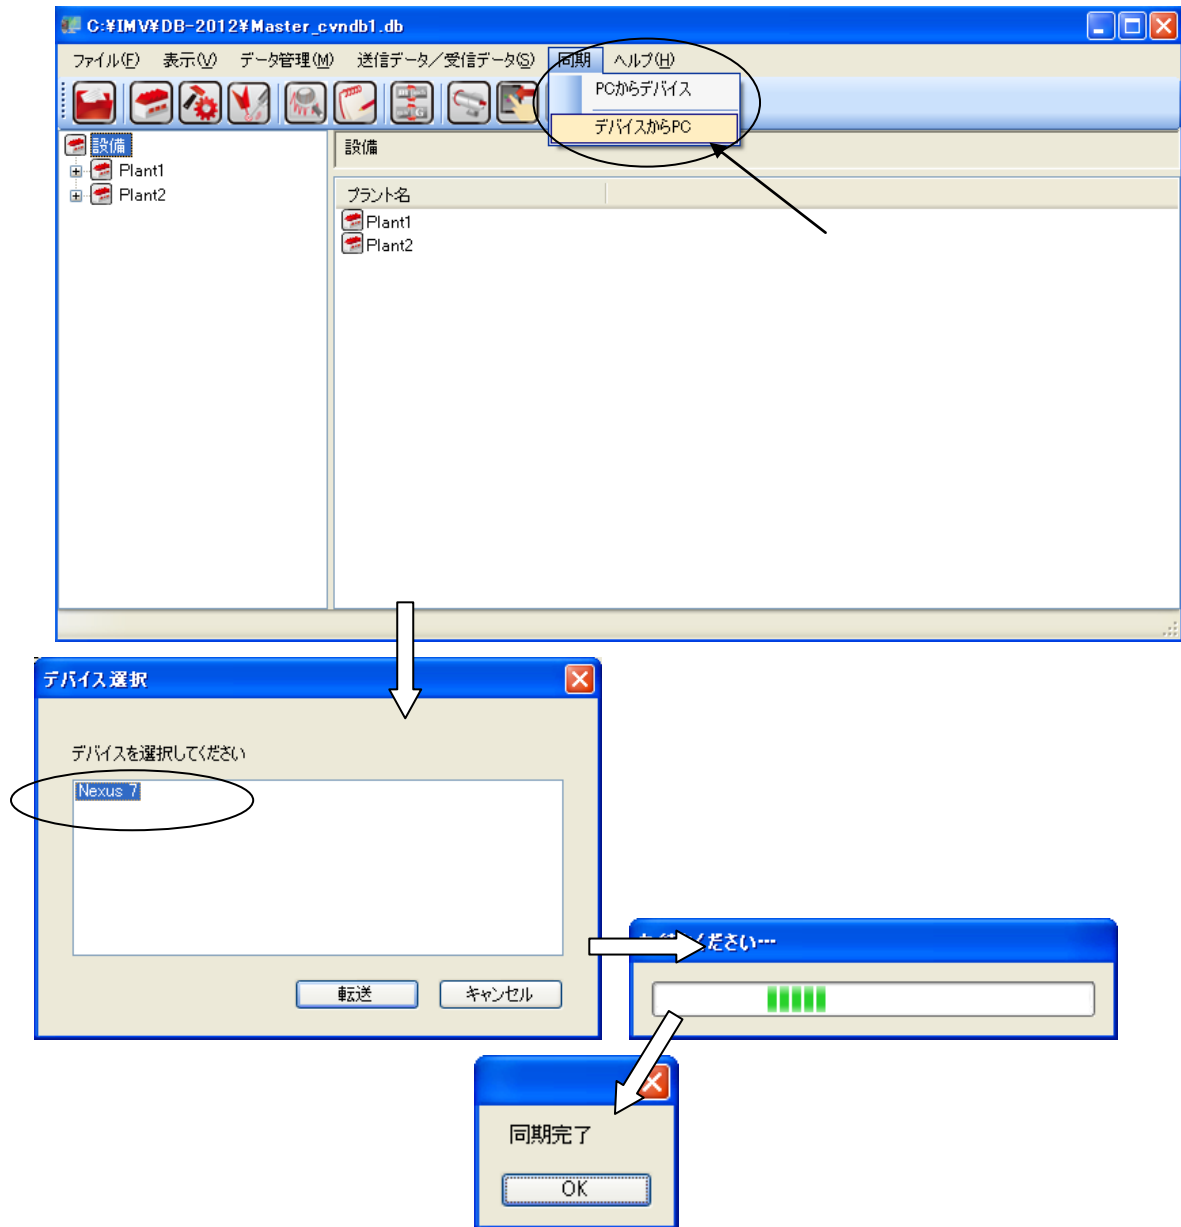 C:¥IMV¥DB-2012¥Master_cvndb1.db
ファイル(F) 表示(V) データ管理(M) 送信データ／受信データ(S) 同期 ヘルプ(H)
PCからデバイス
デバイスからPC
設備
Plant1
Plant2
設備
プラント名
Plant1
Plant2
デバイス選択
デバイスを選択してください
Nexus 7
転送 キャンセル
ください…
同期完了
OK